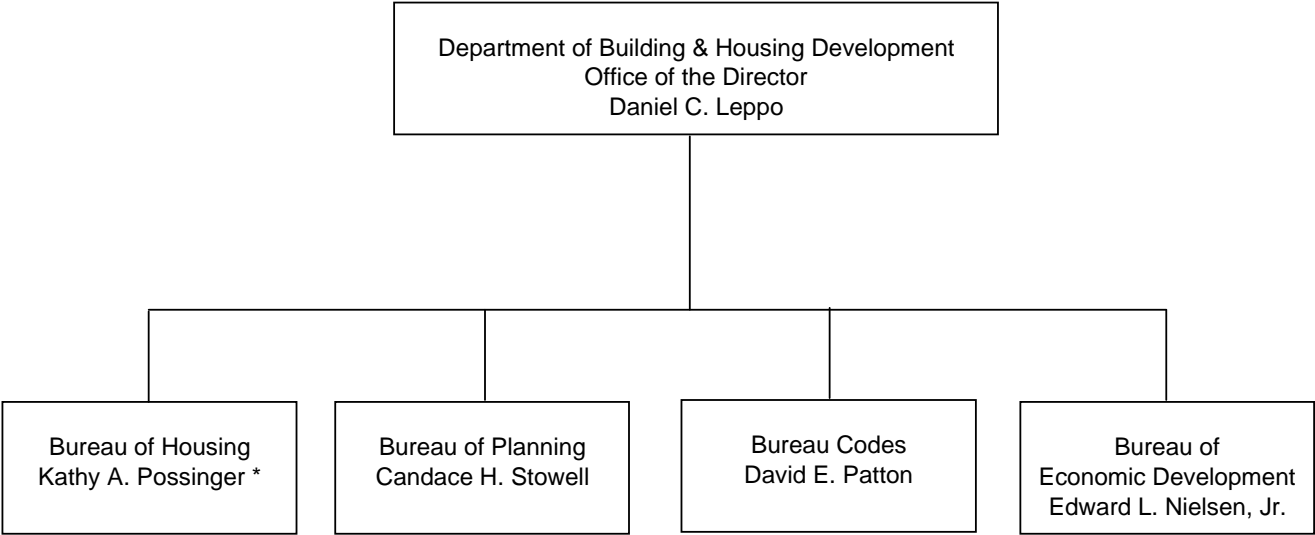 Department of Building & Housing Development
Office of the Director
Daniel C. Leppo
Bureau of Housing
Kathy A. Possinger *
Bureau of Planning
Candace H. Stowell
Bureau Codes
David E. Patton
Bureau of
Economic Development
Edward L. Nielsen, Jr.